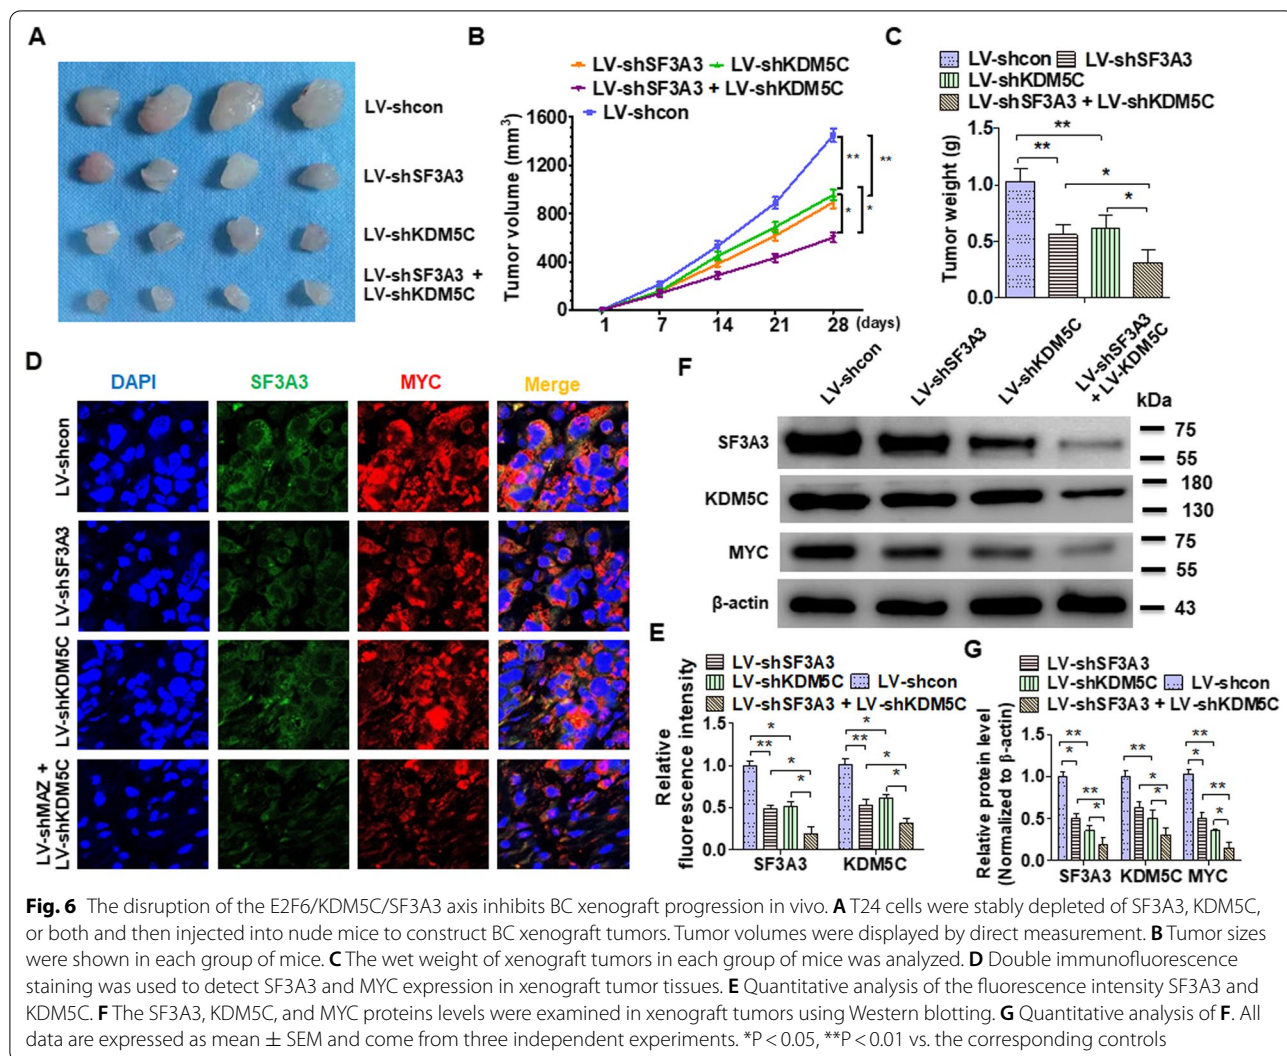 A
LV-shcon
LV-shSF3A3
LV-shKDM5C
LV-shSF3A3 +
LV-shKDM5C
B
LV-shSF3A3 LV-shKDM5C
LV-shSF3A3 + LV-shKDM5C
LV-shcon
Tumor volume (mm³)
1600
1200
800
400
0
1 7 14 21 28 (days)
** **
* *
C
LV-shcon LV-shSF3A3
LV-shKDM5C
LV-shSF3A3 + LV-shKDM5C
Tumor weight (g)
1.5
1.0
0.5
0.0
**
**
*
*
D
DAPI SF3A3 MYC Merge
LV-shcon
LV-shSF3A3
LV-shKDM5C
LV-shMAZ +
LV-shKDM5C
F
LV-shcon
LV-shSF3A3
LV-shKDM5C
LV-shSF3A3
+ LV-KDM5C
kDa
SF3A3
75
55
KDM5C
180
130
MYC
75
55
β-actin
43
E
LV-shSF3A3
LV-shKDM5C LV-shcon
LV-shSF3A3 + LV-shKDM5C
Relative
fluorescence intensity
1.5
1.0
0.5
0.0
* *
** ** *
* * *
SF3A3 KDM5C
G
LV-shSF3A3
LV-shKDM5C LV-shcon
LV-shSF3A3 + LV-shKDM5C
Relative protein level
(Normalized to β-actin)
1.5
1.0
0.5
0.0
** ** **
* * *
** * **
* *
SF3A3 KDM5C MYC
Fig. 6 The disruption of the E2F6/KDM5C/SF3A3 axis inhibits BC xenograft progression in vivo. A T24 cells were stably depleted of SF3A3, KDM5C,
or both and then injected into nude mice to construct BC xenograft tumors. Tumor volumes were displayed by direct measurement. B Tumor sizes
were shown in each group of mice. C The wet weight of xenograft tumors in each group of mice was analyzed. D Double immunofluorescence
staining was used to detect SF3A3 and MYC expression in xenograft tumor tissues. E Quantitative analysis of the fluorescence intensity SF3A3 and
KDM5C. F The SF3A3, KDM5C, and MYC proteins levels were examined in xenograft tumors using Western blotting. G Quantitative analysis of F. All
data are expressed as mean ± SEM and come from three independent experiments. *P < 0.05, **P < 0.01 vs. the corresponding controls